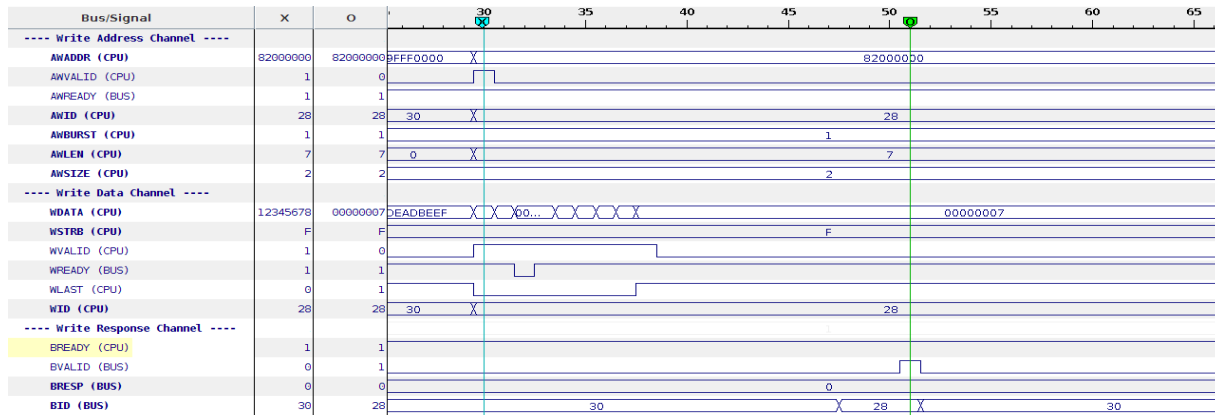 Bus/Signal X O 30 35 40 45 50 55 60 65
X O
---- Write Address Channel ----
AWADDR (CPU) 82000000 82000000 9FFF0000 82000000
AWVALID (CPU) 1 0
AWREADY (BUS) 1 1
AWID (CPU) 28 28 30 28
AWBURST (CPU) 1 1 1
AWLEN (CPU) 7 7 0 7
AWSIZE (CPU) 2 2 2
---- Write Data Channel ----
WDATA (CPU) 12345678 00000007 DEADBEEF 00... 00000007
WSTRB (CPU) F F F
WVALID (CPU) 1 0
WREADY (BUS) 1 1
WLAST (CPU) 0 1
WID (CPU) 28 28 30 28
---- Write Response Channel ----
BREADY (CPU) 1 1
BVALID (BUS) 0 1
BRESP (BUS) 0 0 0
BID (BUS) 30 28 30 28 30